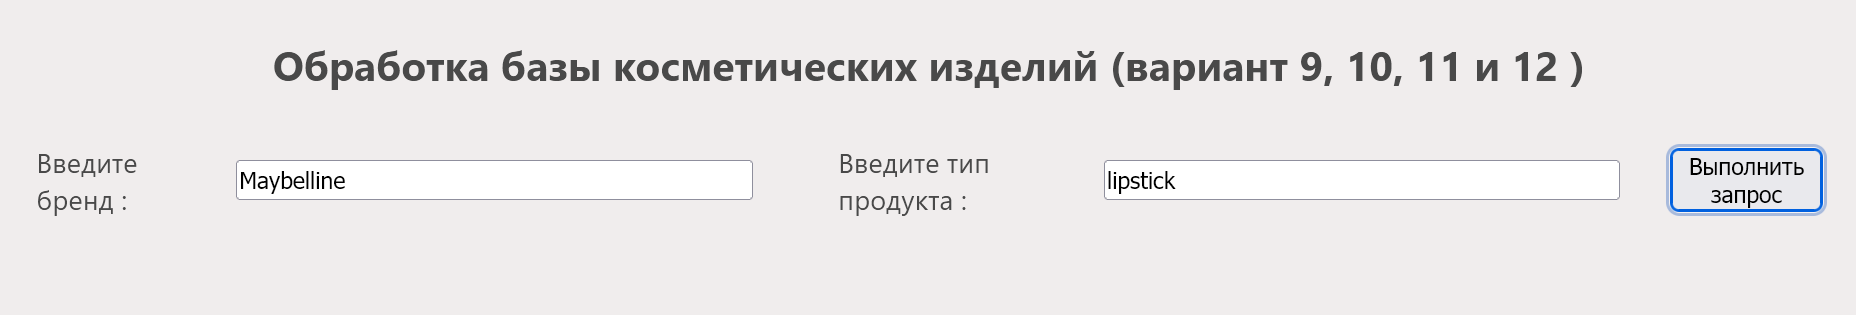 Обработка базы косметических изделий (вариант 9, 10, 11 и 12 )
Введите
бренд :
Maybelline
Введите тип
продукта :
lipstick
Выполнить
запрос